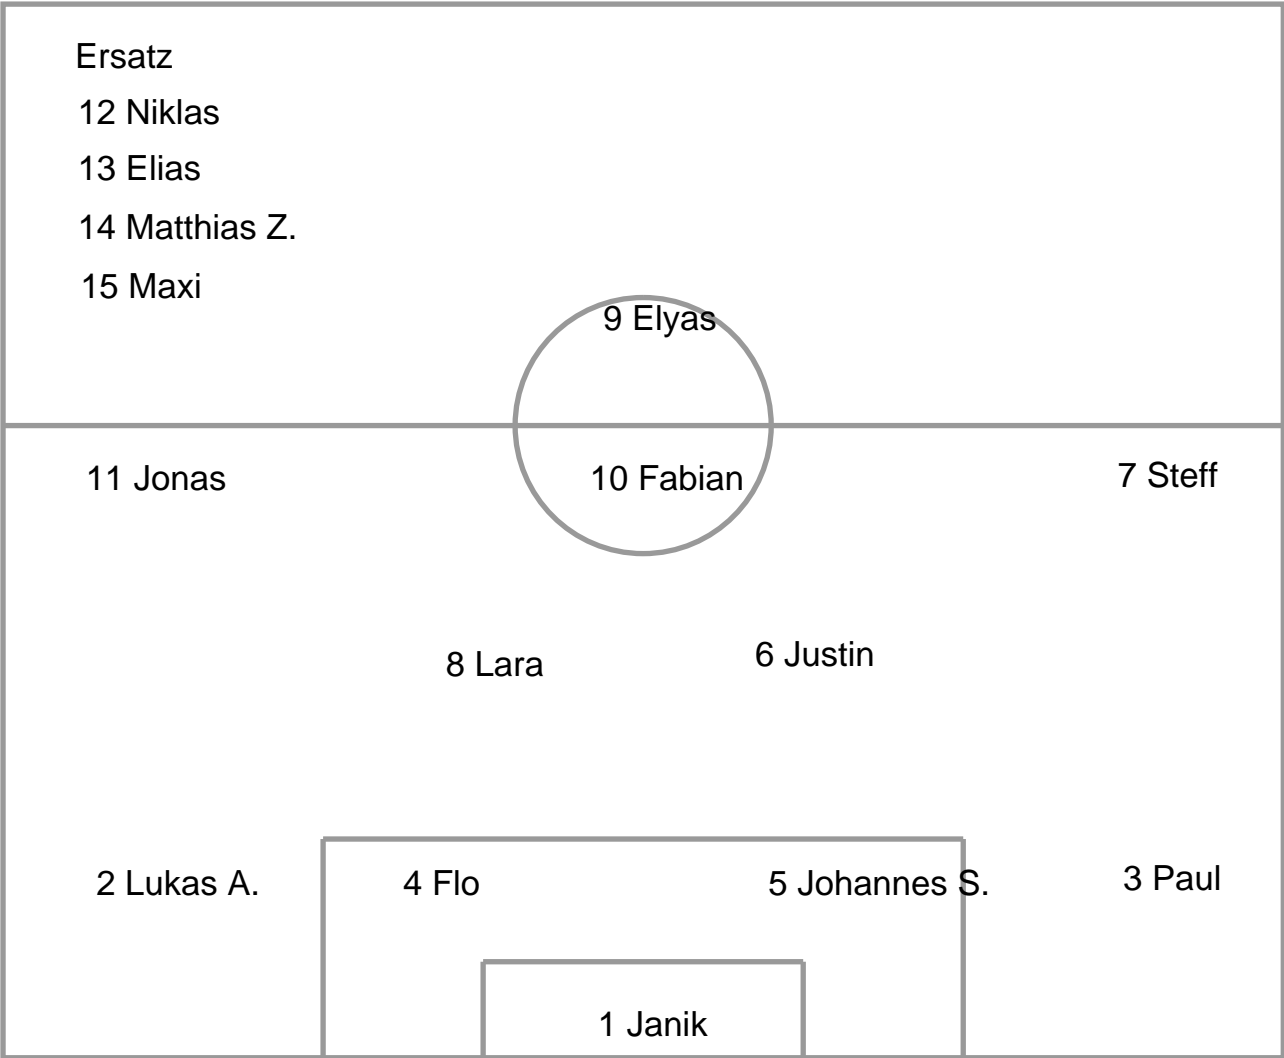 Ersatz
12 Niklas
13 Elias
14 Matthias Z.
15 Maxi
9 Elyas
11 Jonas
10 Fabian
7 Steff
8 Lara
6 Justin
2 Lukas A.
4 Flo
5 Johannes S.
3 Paul
1 Janik